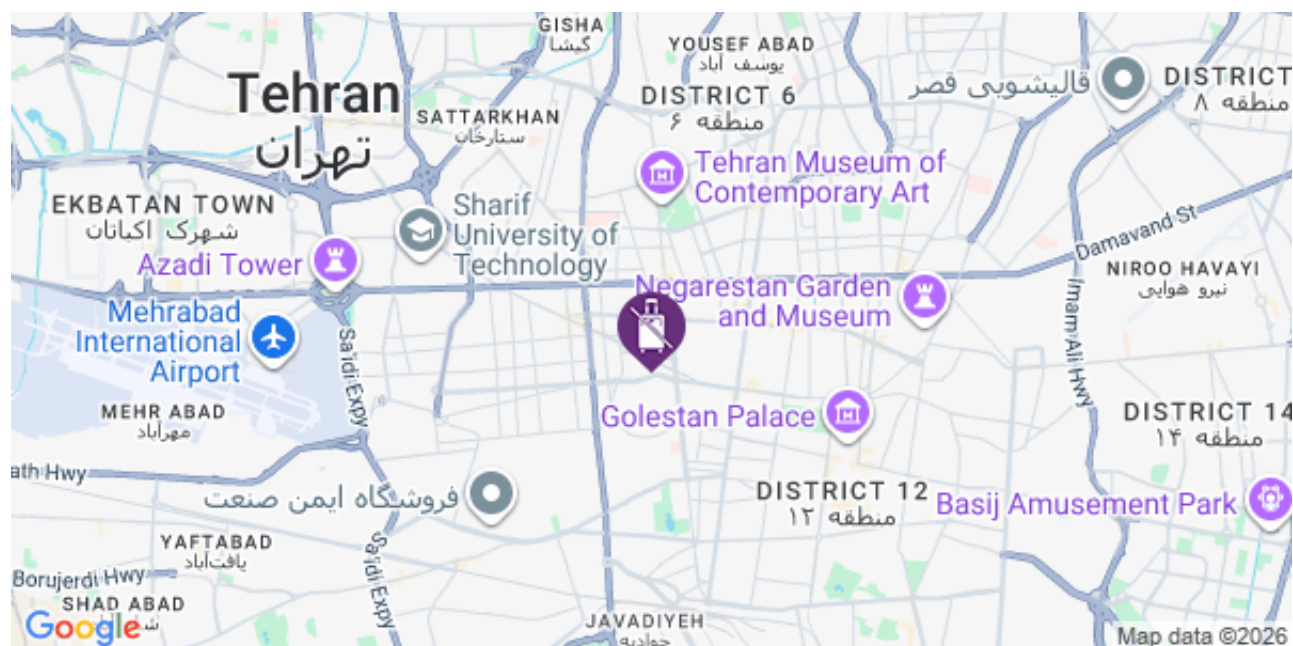 GISHA
گیشا
YOUSEF ABAD
یوسف آباد
Tehran
تهران
DISTRICT 6
منطقه ۶
قالیشویی قصر
DISTRICT
منطقه ۸
SATTARKHAN
ستارخان
Tehran Museum of
Contemporary Art
EKBATAN TOWN
شهرک اکباتان
Sharif
University of
Technology
Azadi Tower
Damavand St
NIROO HAVAYI
نیرو هوایی
Negarestan Garden
and Museum
Mehrabad
International
Airport
Sa'idi Expy
Imam Ali Hwy
MEHR ABAD
مهرآباد
Golestan Palace
DISTRICT 14
منطقه ۱۴
ath Hwy
فروشگاه ایمن صنعت
DISTRICT 12
منطقه ۱۲
Basij Amusement Park
YAFTABAD
یافت‌آباد
Sa'idi Expy
Borujerdi Hwy
SHAD ABAD
Google
JAVADIYEH
جوادیه
Map data ©2026